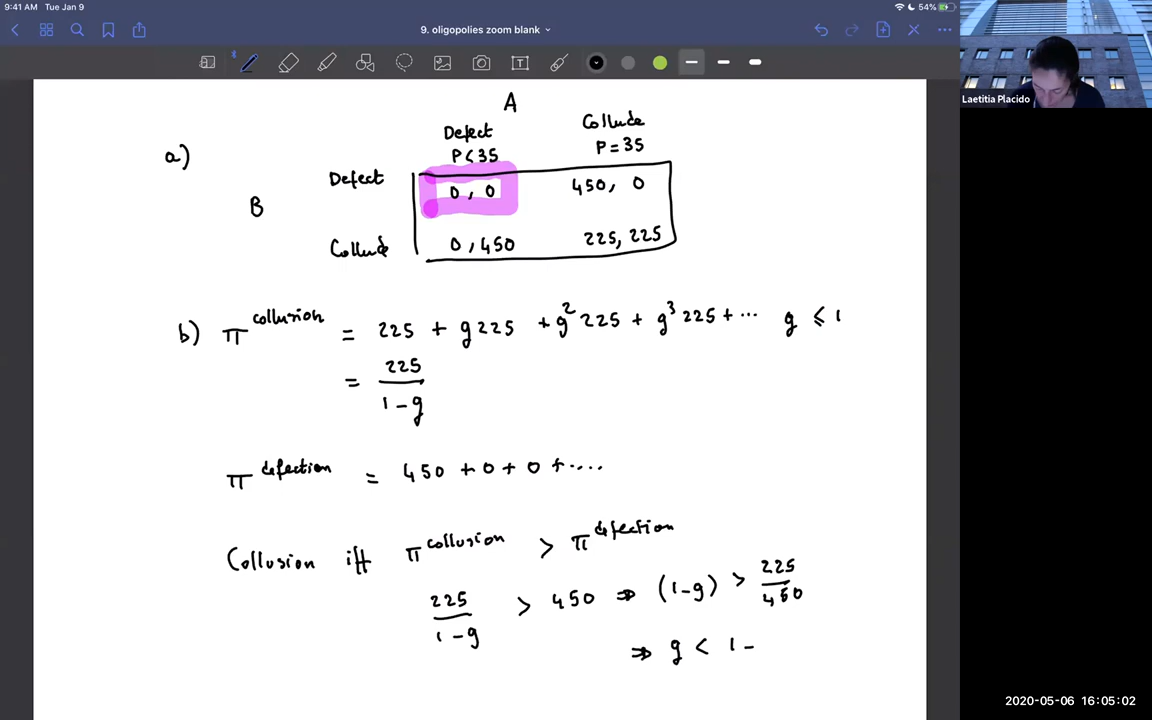 9:41 AM Tue Jan 9
54%
9. oligopolies zoom blank
Laetitia Placido
A
a)
Defect Collude
P < 35 P = 35
Defect 0, 0 450, 0
B
Collude 0, 450 225, 225
b) π^collusion = 225 + g 225 + g² 225 + g³ 225 + ... g ⩽ 1
= 225 / (1 - g)
π^defection = 450 + 0 + 0 + ....
Collusion iff π^collusion > π^defection
225 / (1 - g) > 450 ⇒ (1-g) > 225 / 450
⇒ g < 1 -
2020-05-06 16:05:02